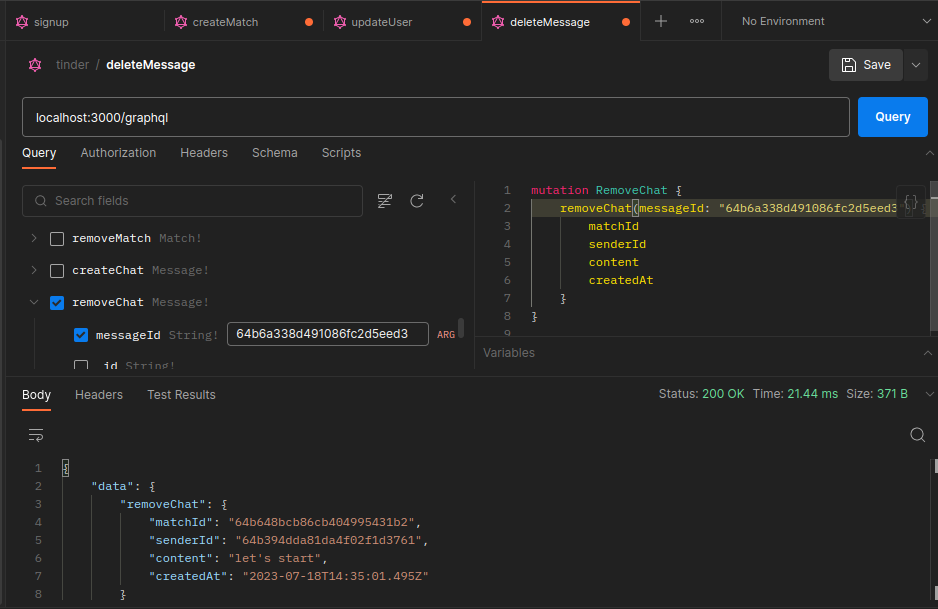 signup createMatch updateUser deleteMessage No Environment
tinder / deleteMessage Save
localhost:3000/graphql Query
Query Authorization Headers Schema Scripts
Search fields
removeMatch Match!
createChat Message!
removeChat Message!
messageId String! 64b6a338d491086fc2d5eed3 ARG
_id String!
1 mutation RemoveChat {
2 removeChat(messageId: "64b6a338d491086fc2d5eed3
3 matchId
4 senderId
5 content
6 createdAt
7 }
8 }
9
Variables
Body Headers Test Results Status: 200 OK Time: 21.44 ms Size: 371 B
1 {
2 "data": {
3 "removeChat": {
4 "matchId": "64b648bcb86cb404995431b2",
5 "senderId": "64b394dda81da4f02f1d3761",
6 "content": "let's start",
7 "createdAt": "2023-07-18T14:35:01.495Z"
8 }